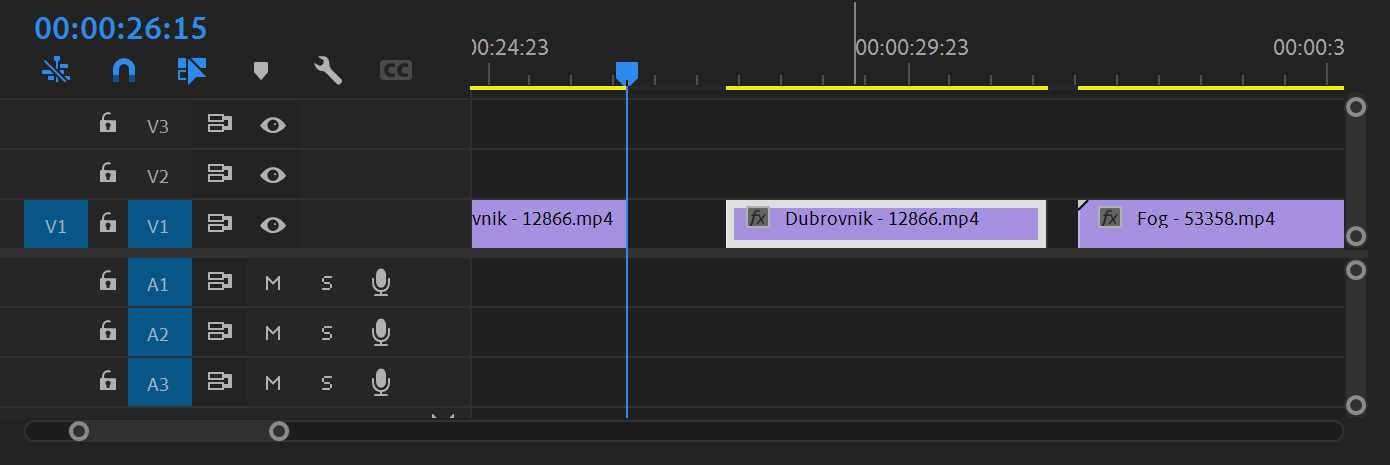 00:00:26:15
00:24:23
00:00:29:23
00:00:3
CC
V3
V2
V1 V1 vnik - 12866.mp4 fx Dubrovnik - 12866.mp4 fx Fog - 53358.mp4
A1 M S
A2 M S
A3 M S